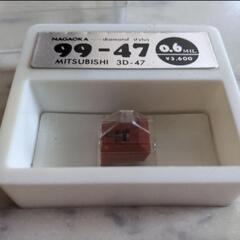 NAGAOKA diamond stylus
99-47
0.6 MIL
MITSUBISHI 3D-47
¥3,600